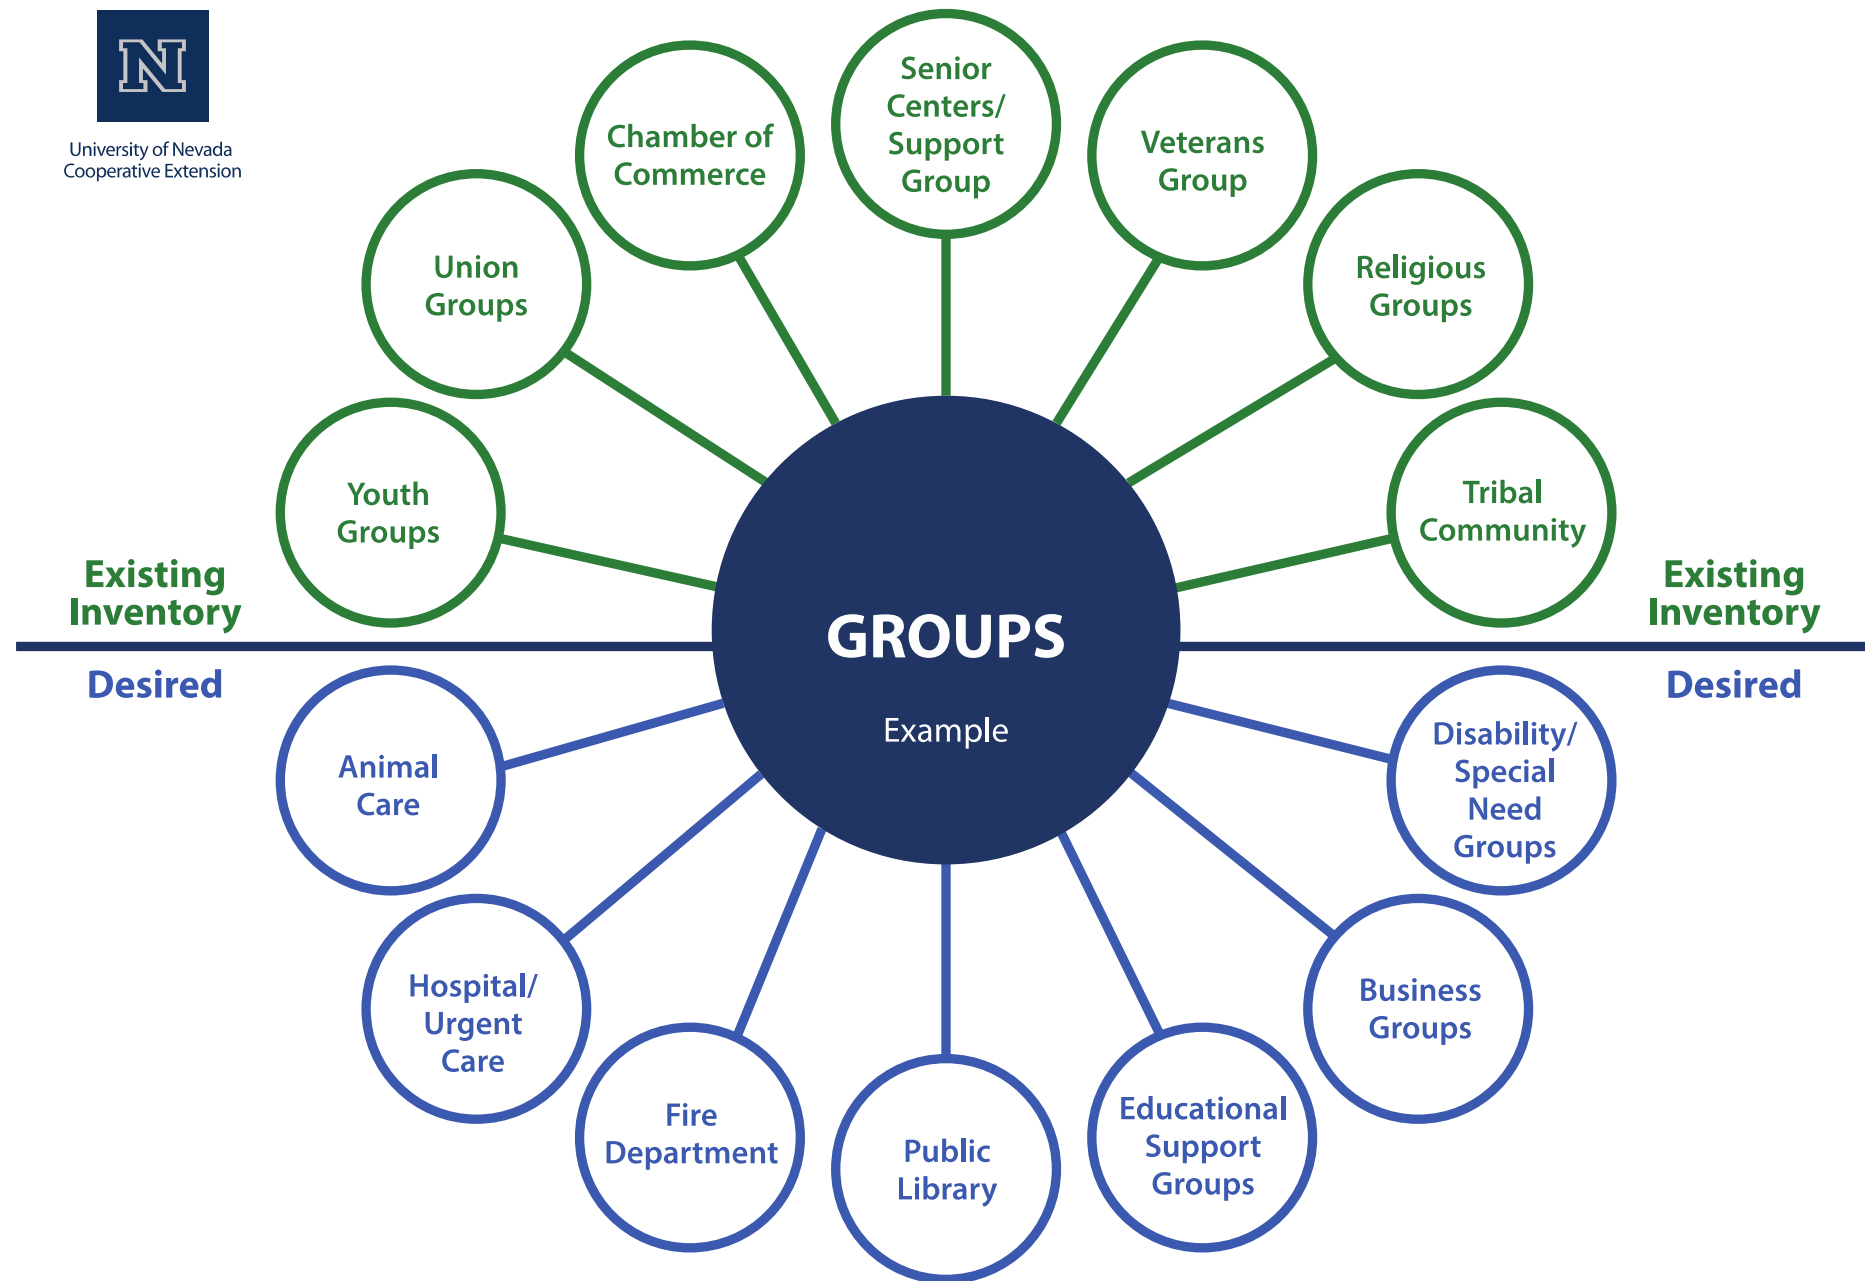 N
University of Nevada
Cooperative Extension
Senior
Centers/
Support
Group
Chamber of
Commerce
Veterans
Group
Union
Groups
Religious
Groups
Youth
Groups
Tribal
Community
Existing
Inventory
Existing
Inventory
GROUPS
Example
Desired
Desired
Animal
Care
Disability/
Special
Need
Groups
Hospital/
Urgent
Care
Business
Groups
Fire
Department
Public
Library
Educational
Support
Groups